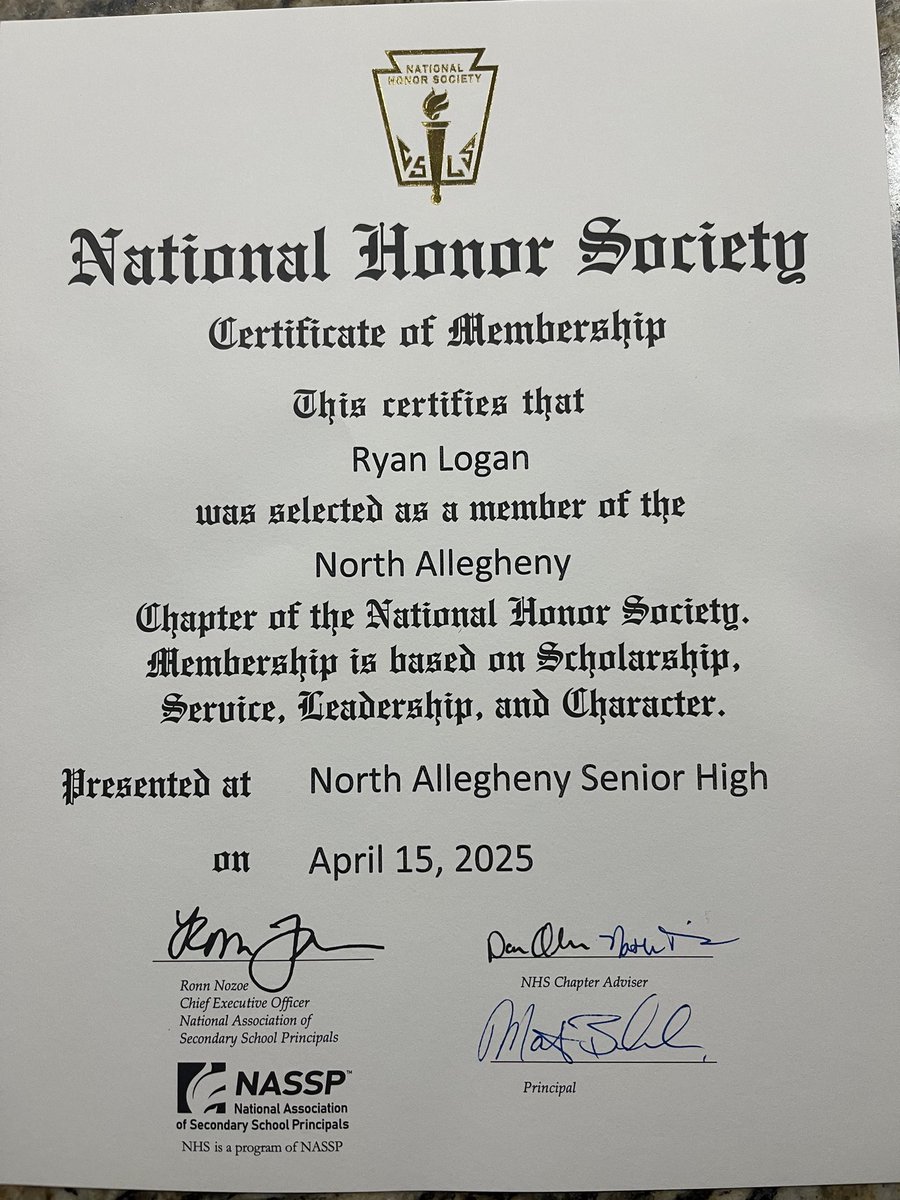 NATIONAL
HONOR SOCIETY
C S L S
National Honor Society
Certificate of Membership
This certifies that
Ryan Logan
was selected as a member of the
North Allegheny
Chapter of the National Honor Society.
Membership is based on Scholarship,
Service, Leadership, and Character.
Presented at North Allegheny Senior High
on April 15, 2025
Ronn Nozoe
Chief Executive Officer
National Association of
Secondary School Principals
NHS Chapter Adviser
Principal
NASSP™
National Association
of Secondary School Principals
NHS is a program of NASSP